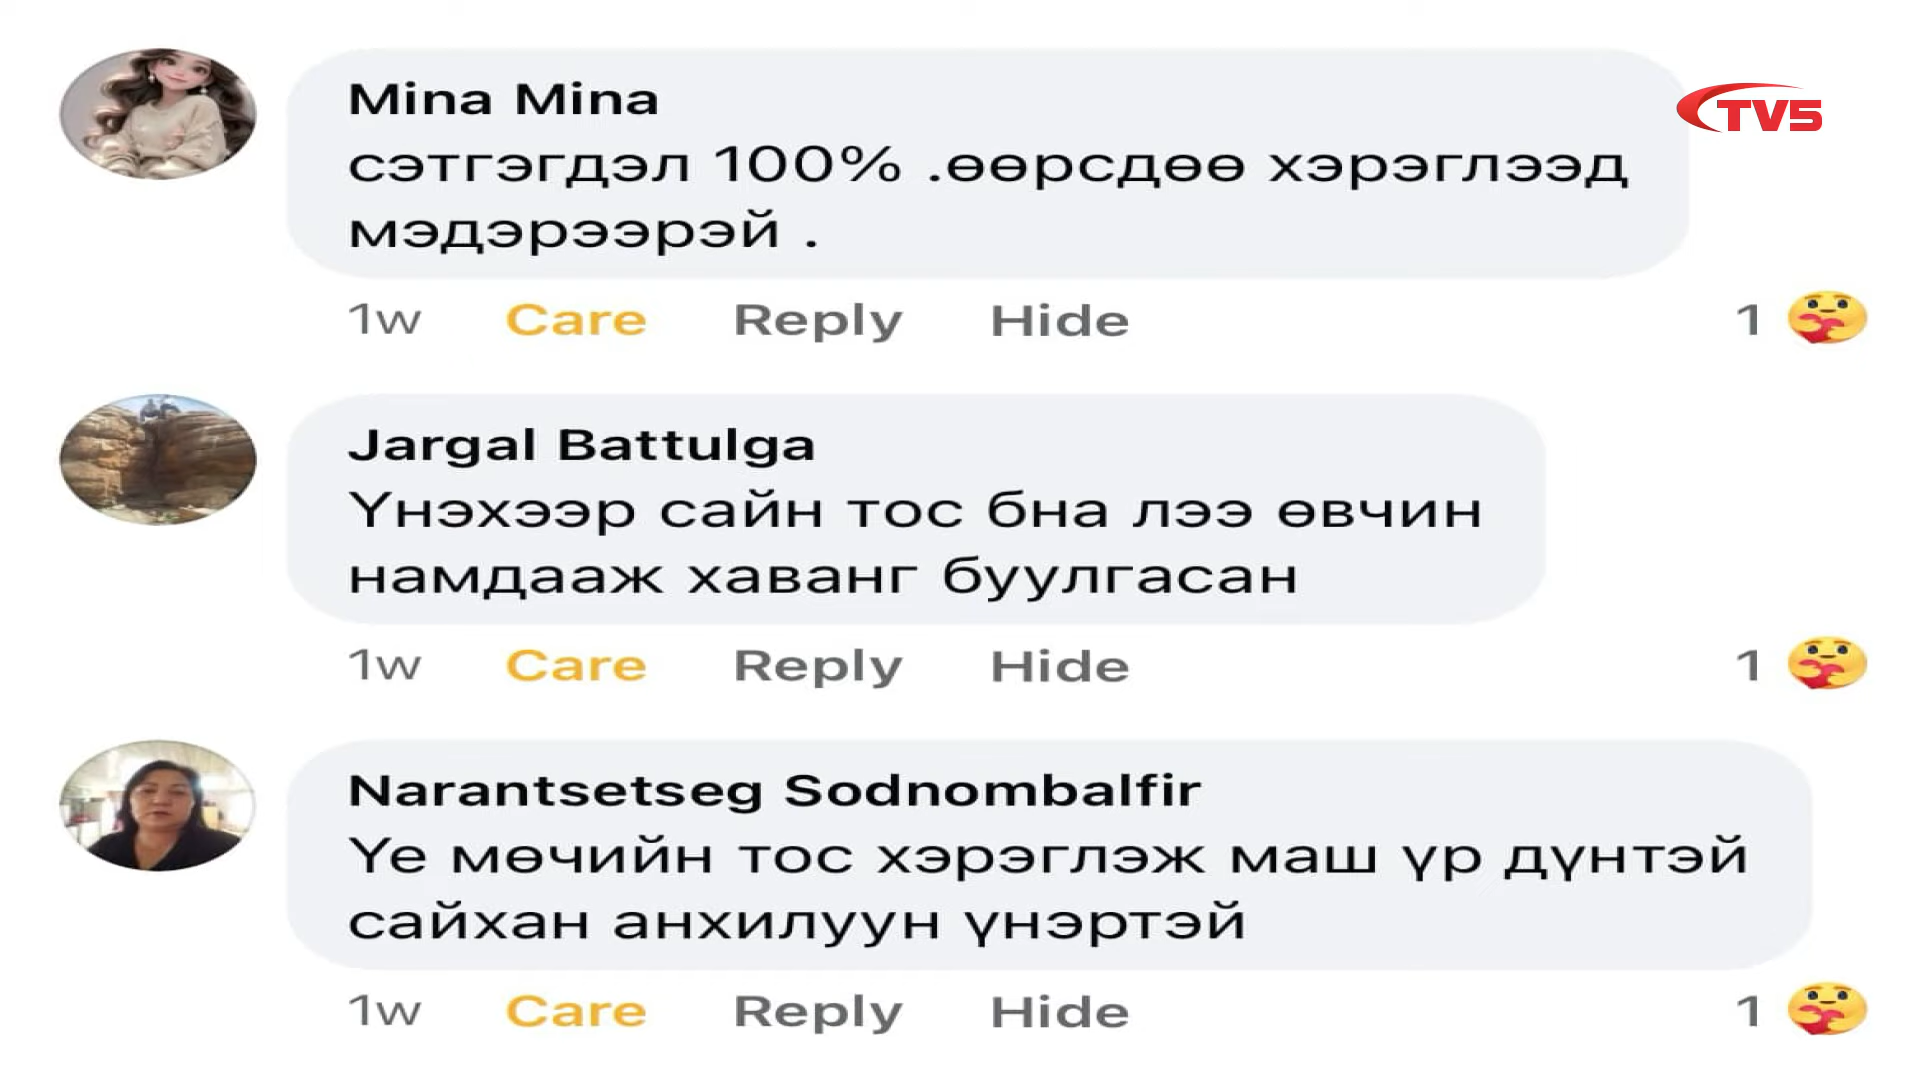 Mina Mina
TV5
сэтгэгдэл 100% .өөрсдөө хэрэглээд
мэдэрээрэй .
1w Care Reply Hide 1
Jargal Battulga
Үнэхээр сайн тос бна лээ өвчин
намдааж хаванг буулгасан
1w Care Reply Hide 1
Narantsetseg Sodnombalfir
Үе мөчийн тос хэрэглэж маш үр дүнтэй
сайхан анхилуун үнэртэй
1w Care Reply Hide 1